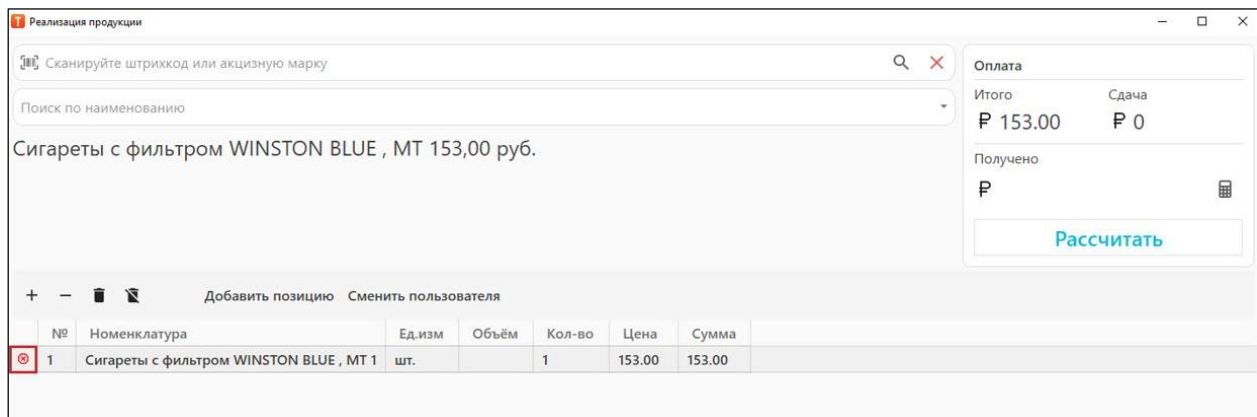 Т Реализация продукции
Сканируйте штрихкод или акцизную марку
Поиск по наименованию
Сигареты с фильтром WINSTON BLUE , МТ 153,00 руб.
Оплата
Итого Сдача
₽ 153.00 ₽ 0
Получено
₽
Рассчитать
+ − Добавить позицию Сменить пользователя
№ Номенклатура Ед.изм Объём Кол-во Цена Сумма
1 Сигареты с фильтром WINSTON BLUE , МТ 1 шт. 1 153.00 153.00